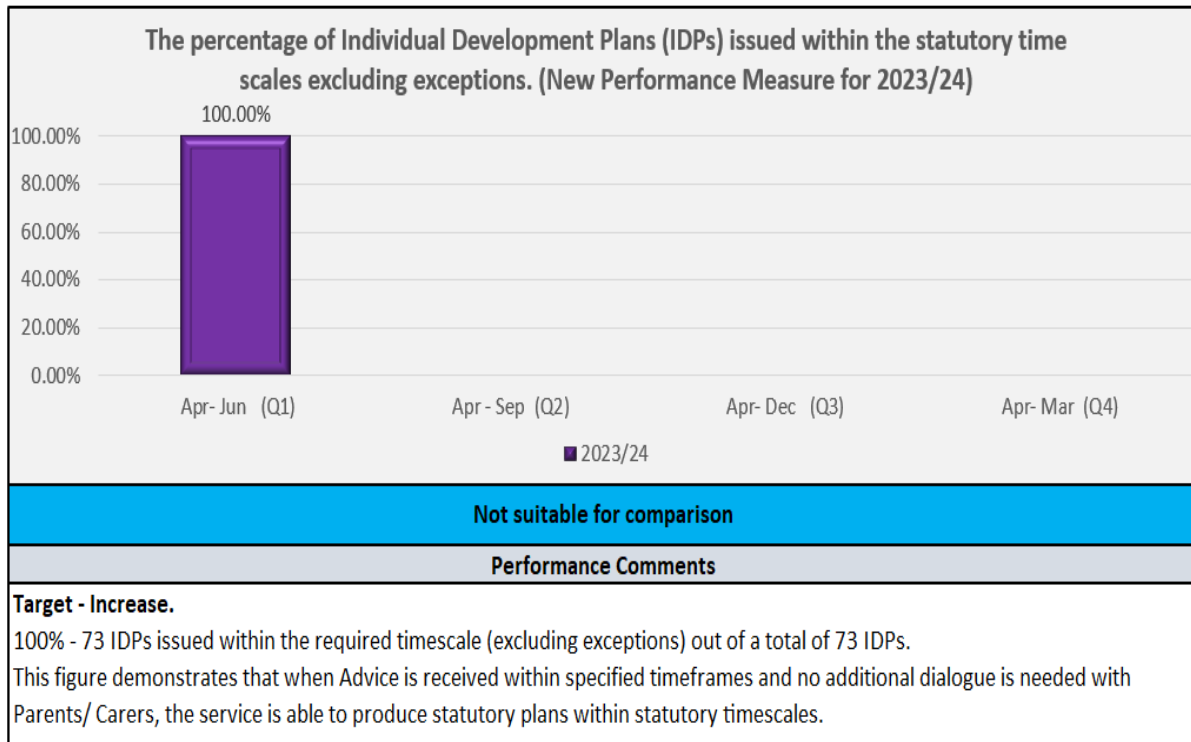 The percentage of Individual Development Plans (IDPs) issued within the statutory time
scales excluding exceptions. (New Performance Measure for 2023/24)
100.00%
100.00%
80.00%
60.00%
40.00%
20.00%
0.00%
Apr- Jun (Q1) Apr - Sep (Q2) Apr- Dec (Q3) Apr- Mar (Q4)
2023/24
Not suitable for comparison
Performance Comments
Target - Increase.
100% - 73 IDPs issued within the required timescale (excluding exceptions) out of a total of 73 IDPs.
This figure demonstrates that when Advice is received within specified timeframes and no additional dialogue is needed with
Parents/ Carers, the service is able to produce statutory plans within statutory timescales.